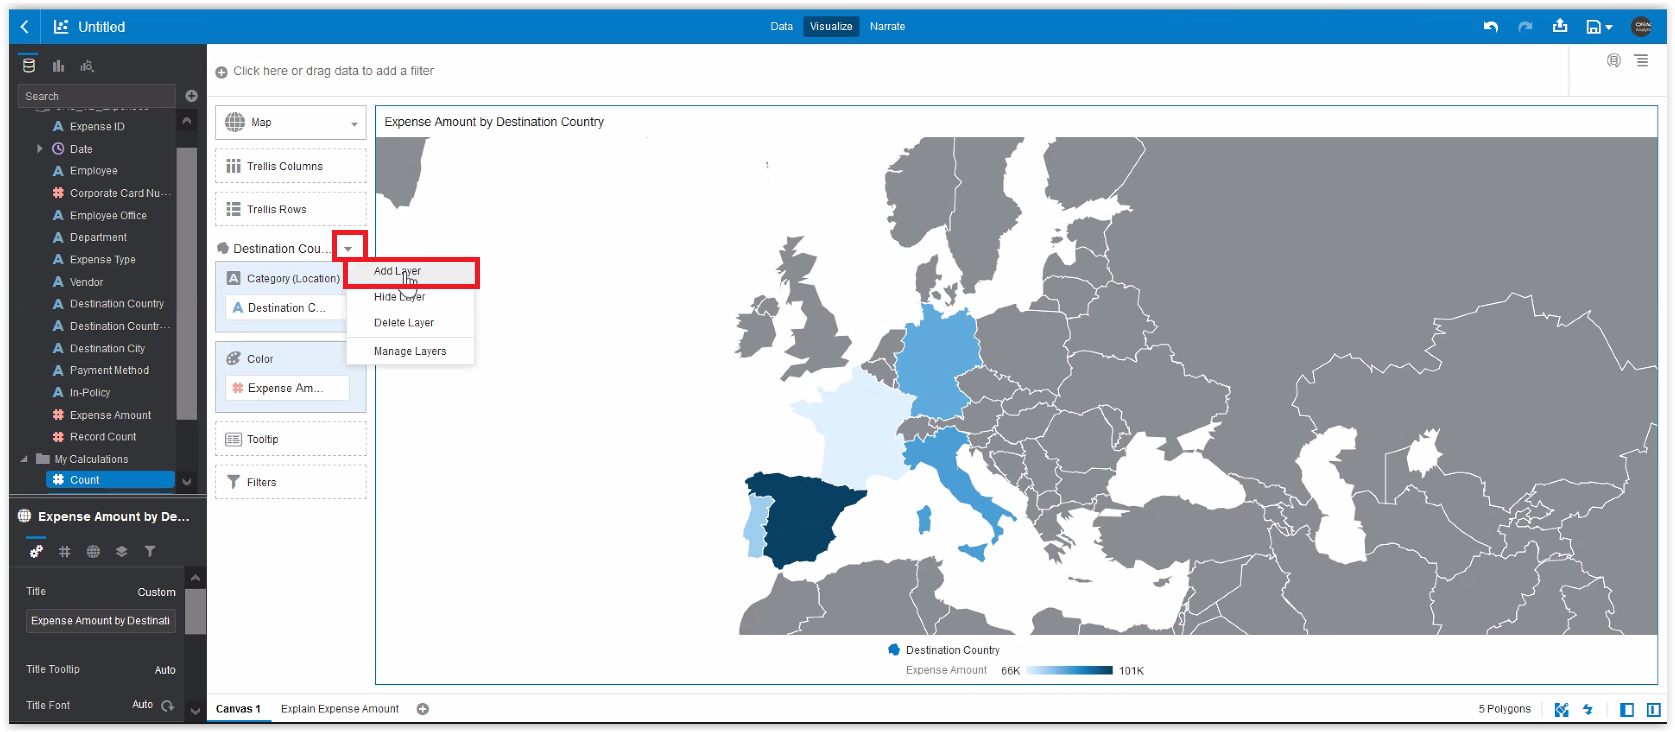 Untitled
Data
Visualize
Narrate
Click here or drag data to add a filter
Search
Expense ID
Date
Employee
Corporate Card Nu...
Employee Office
Department
Expense Type
Vendor
Destination Country
Destination Countr...
Destination City
Payment Method
In-Policy
Expense Amount
Record Count
My Calculations
Count
Map
Trellis Columns
Trellis Rows
Destination Cou...
Category (Location)
Destination C...
Color
Expense Am...
Tooltip
Filters
Add Layer
Hide Layer
Delete Layer
Manage Layers
Expense Amount by Destination Country
Destination Country
Expense Amount 66K 101K
Expense Amount by De...
Title Custom
Expense Amount by Destinati
Title Tooltip Auto
Title Font Auto
Canvas 1
Explain Expense Amount
5 Polygons